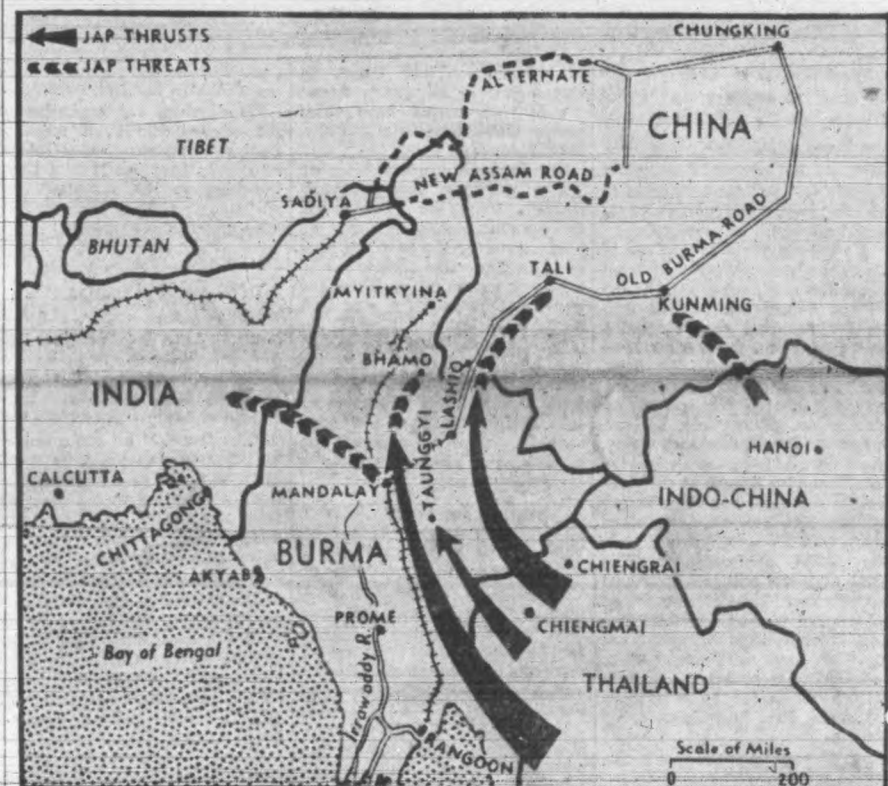 JAP THRUSTS
JAP THREATS
CHUNGKING
ALTERNATE
CHINA
TIBET
NEW ASSAM ROAD
SADIYA
BHUTAN
TALI
OLD BURMA ROAD
KUNMING
MYITKYINA
BHAMO
LASHIO
INDIA
TAUNGGYI
HANOI
CALCUTTA
MANDALAY
INDO-CHINA
CHITTAGONG
BURMA
CHIENGRAI
AKYAB
PROME
CHIENGMAI
Bay of Bengal
Irrawaddy R.
THAILAND
RANGOON
Scale of Miles
0 200